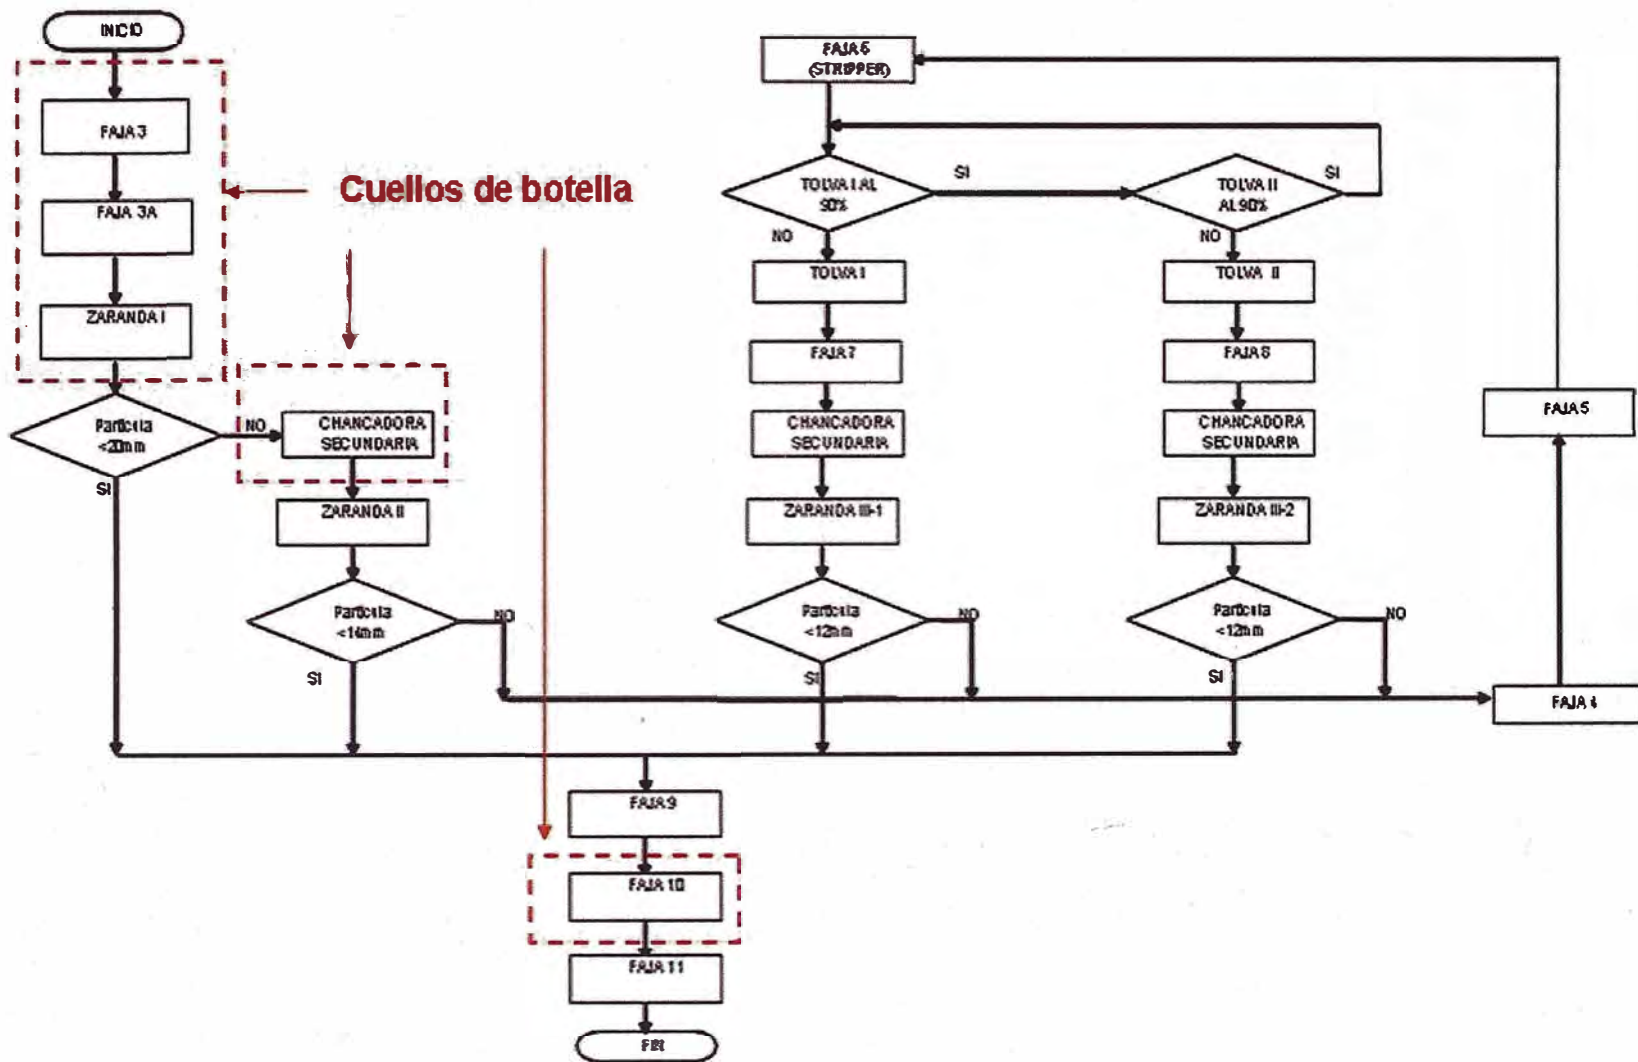 INICIO
FAJA 3
FAJA 3A
ZARANDA I
Cuellos de botella
Particula
<20mm
NO
SI
CHANCADORA
SECUNDARIA
ZARANDA II
Particula
<14mm
NO
SI
FAJA 6
(STRIPPER)
TOLVA I AL
90%
SI
NO
TOLVA II
AL 90%
SI
NO
TOLVA I
FAJA 7
CHANCADORA
SECUNDARIA
ZARANDA III-1
Particula
<12mm
NO
SI
TOLVA II
FAJA 8
CHANCADORA
SECUNDARIA
ZARANDA III-2
Particula
<12mm
NO
SI
FAJA 5
FAJA 4
FAJA 9
FAJA 10
FAJA 11
FIN